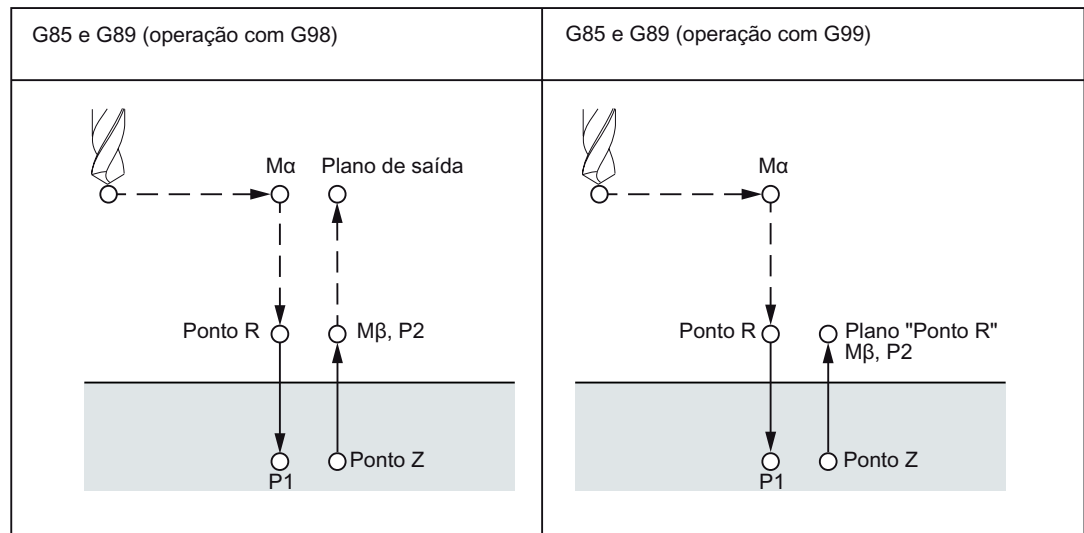 G85 e G89 (operação com G98)
G85 e G89 (operação com G99)
Mα Plano de saída
Ponto R Mβ, P2
Ponto Z
P1
Mα
Ponto R Plano "Ponto R"
Mβ, P2
Ponto Z
P1